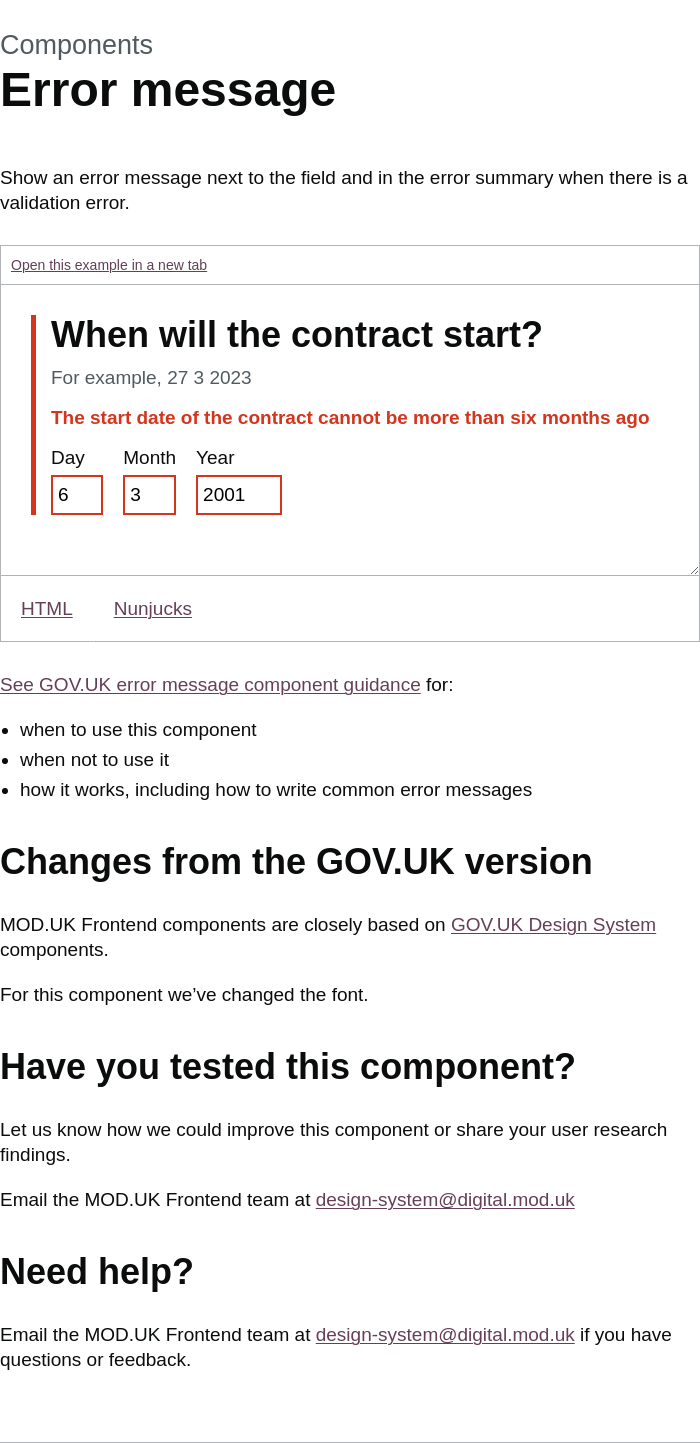 Components
Error message
Show an error message next to the field and in the error summary when there is a
validation error.
Open this example in a new tab
When will the contract start?
For example, 27 3 2023
The start date of the contract cannot be more than six months ago
Day Month Year
6 3 2001
HTML Nunjucks
See GOV.UK error message component guidance for:
• when to use this component
• when not to use it
• how it works, including how to write common error messages
Changes from the GOV.UK version
MOD.UK Frontend components are closely based on GOV.UK Design System
components.
For this component we’ve changed the font.
Have you tested this component?
Let us know how we could improve this component or share your user research
findings.
Email the MOD.UK Frontend team at design-system@digital.mod.uk
Need help?
Email the MOD.UK Frontend team at design-system@digital.mod.uk if you have
questions or feedback.